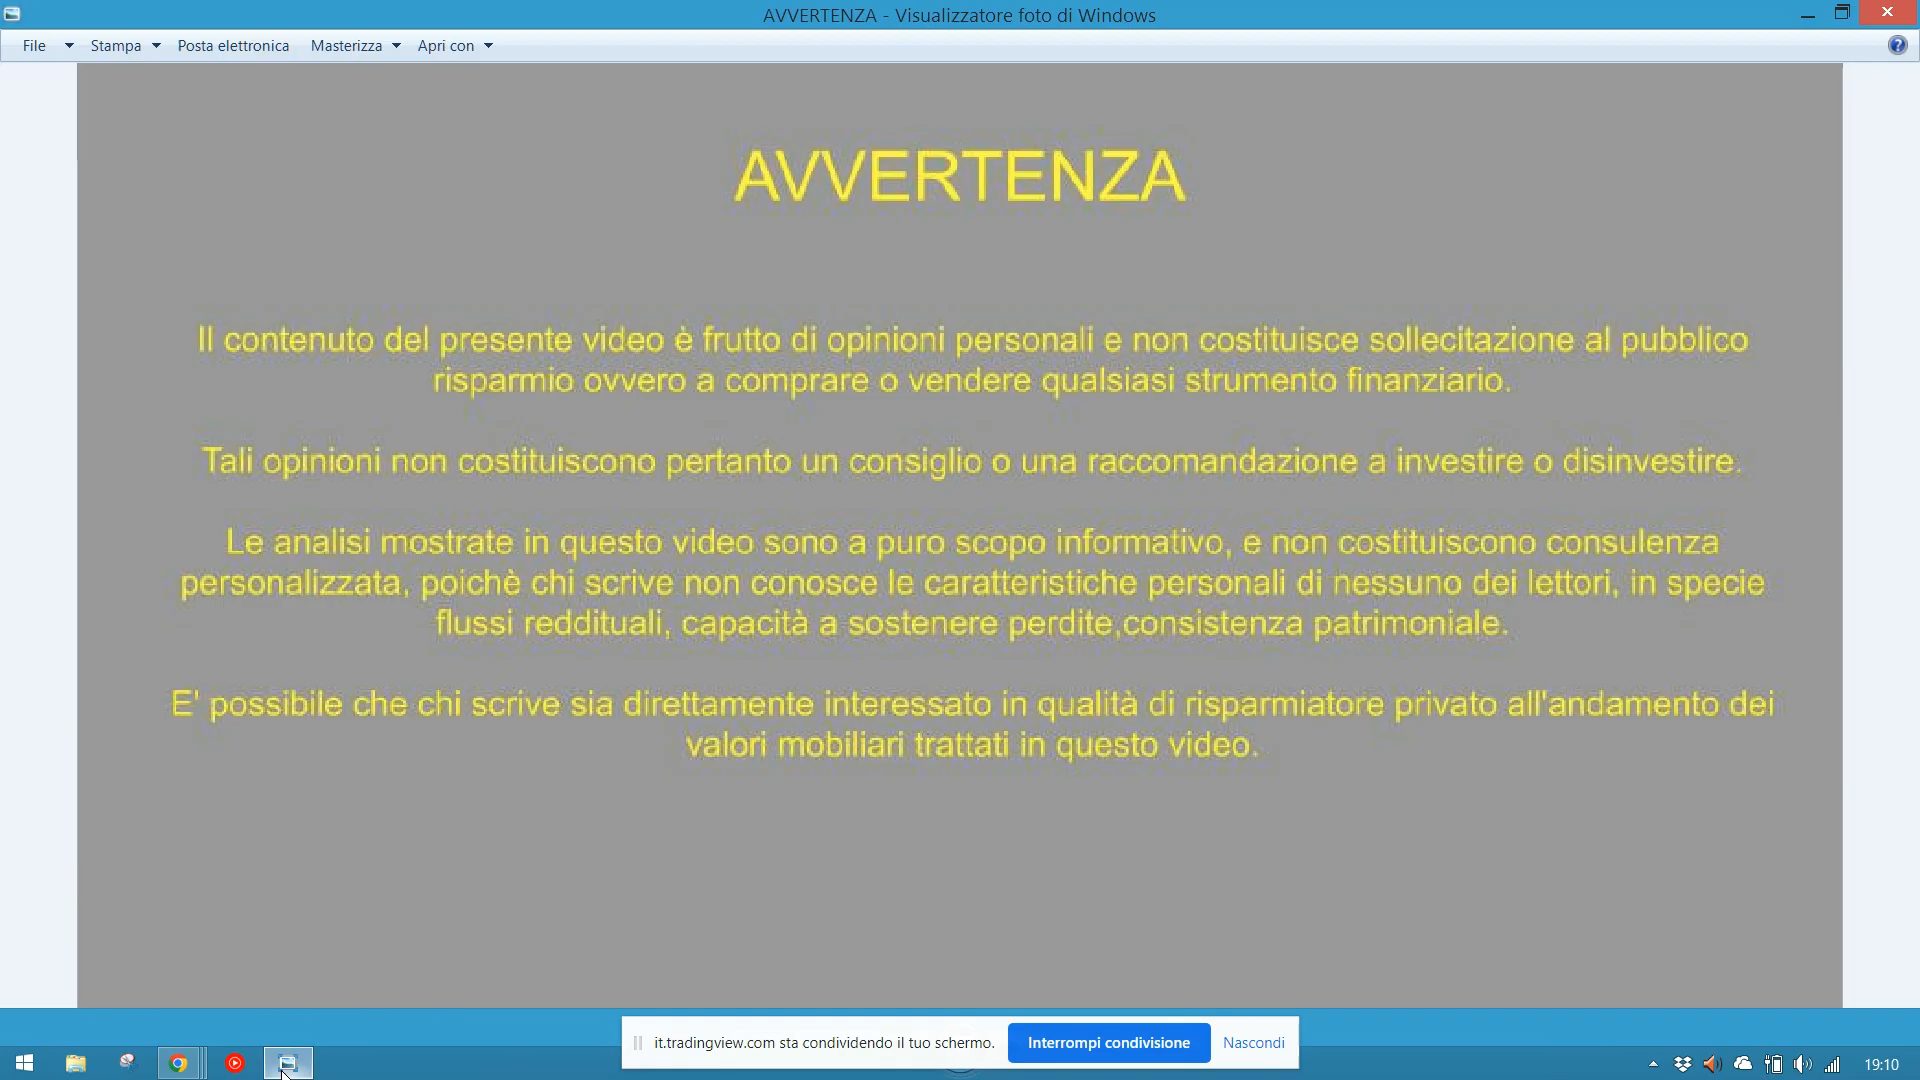 AVVERTENZA - Visualizzatore foto di Windows
File Stampa Posta elettronica Masterizza Apri con
AVVERTENZA
Il contenuto del presente video è frutto di opinioni personali e non costituisce sollecitazione al pubblico
risparmio ovvero a comprare o vendere qualsiasi strumento finanziario.
Tali opinioni non costituiscono pertanto un consiglio o una raccomandazione a investire o disinvestire.
Le analisi mostrate in questo video sono a puro scopo informativo, e non costituiscono consulenza
personalizzata, poichè chi scrive non conosce le caratteristiche personali di nessuno dei lettori, in specie
flussi reddituali, capacità a sostenere perdite,consistenza patrimoniale.
E' possibile che chi scrive sia direttamente interessato in qualità di risparmiatore privato all'andamento dei
valori mobiliari trattati in questo video.
it.tradingview.com sta condividendo il tuo schermo. Interrompi condivisione Nascondi
19:10